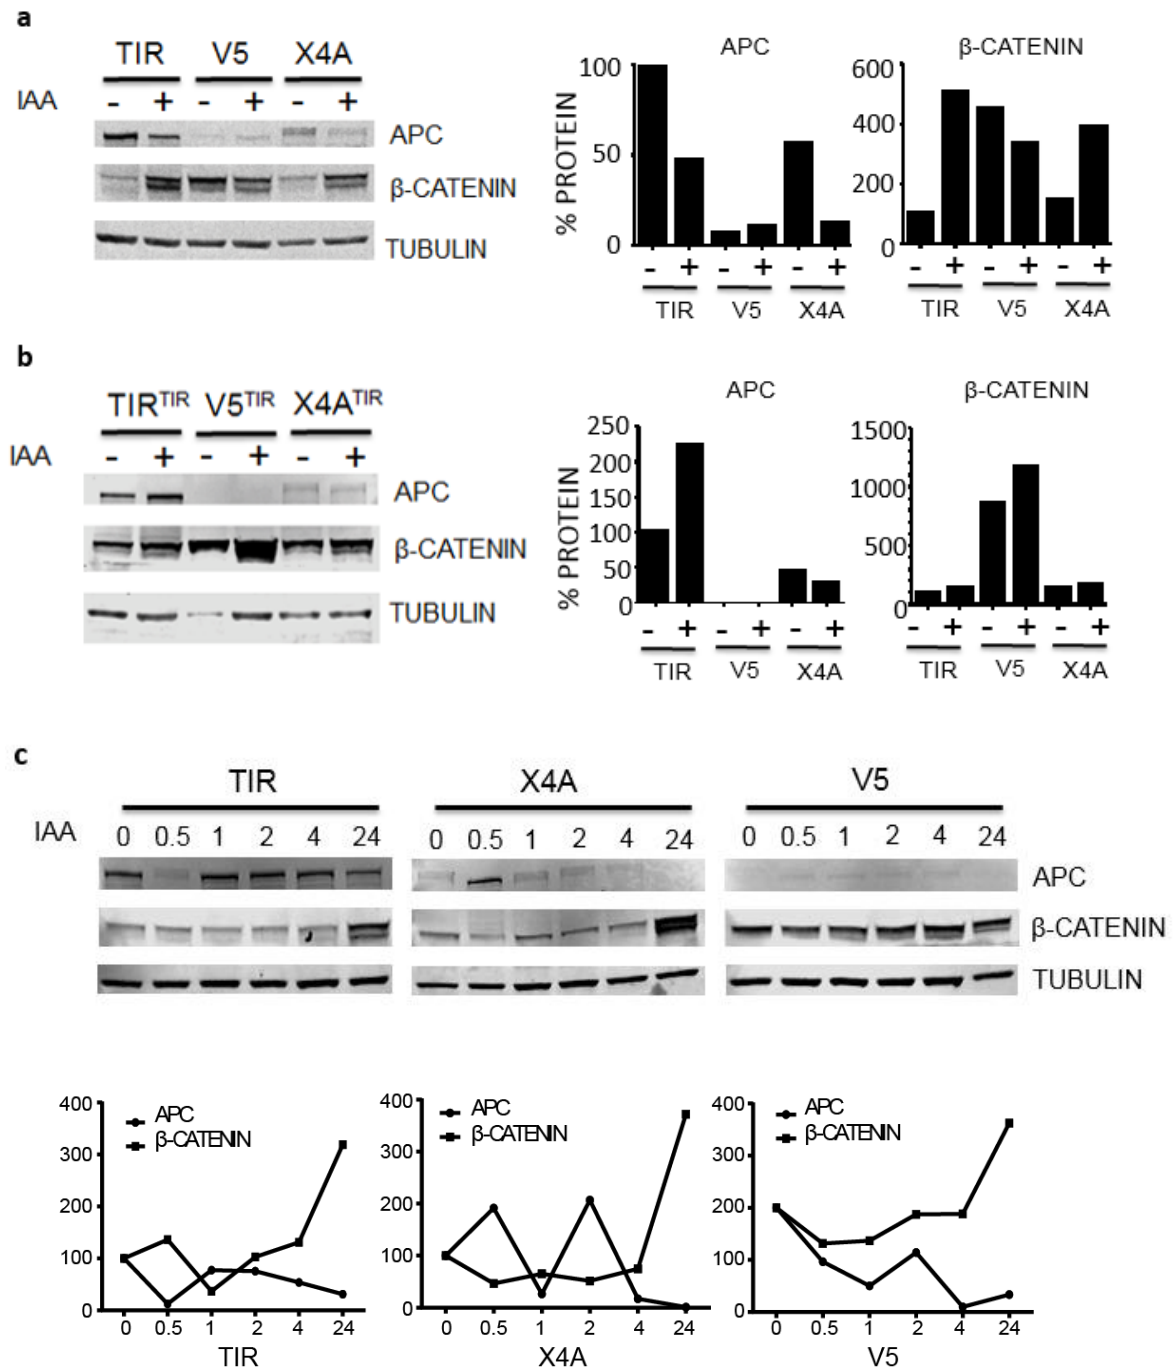 a
TIR V5 X4A
IAA - + - + - +
APC
β-CATENIN
TUBULIN
APC
% PROTEIN
100
50
0
- + - + - +
TIR V5 X4A
β-CATENIN
600
400
200
0
- + - + - +
TIR V5 X4A
b
TIRTIR V5TIR X4ATIR
IAA - + - + - +
APC
β-CATENIN
TUBULIN
APC
% PROTEIN
250
200
150
100
50
0
- + - + - +
TIR V5 X4A
β-CATENIN
1500
1000
500
0
- + - + - +
TIR V5 X4A
c
TIR X4A V5
IAA 0 0.5 1 2 4 24 0 0.5 1 2 4 24 0 0.5 1 2 4 24
APC
β-CATENIN
TUBULIN
400
300
200
100
0
APC
β-CATENIN
0 0.5 1 2 4 24
TIR
400
300
200
100
0
APC
β-CATENIN
0 0.5 1 2 4 24
X4A
400
300
200
100
0
APC
β-CATENIN
0 0.5 1 2 4 24
V5